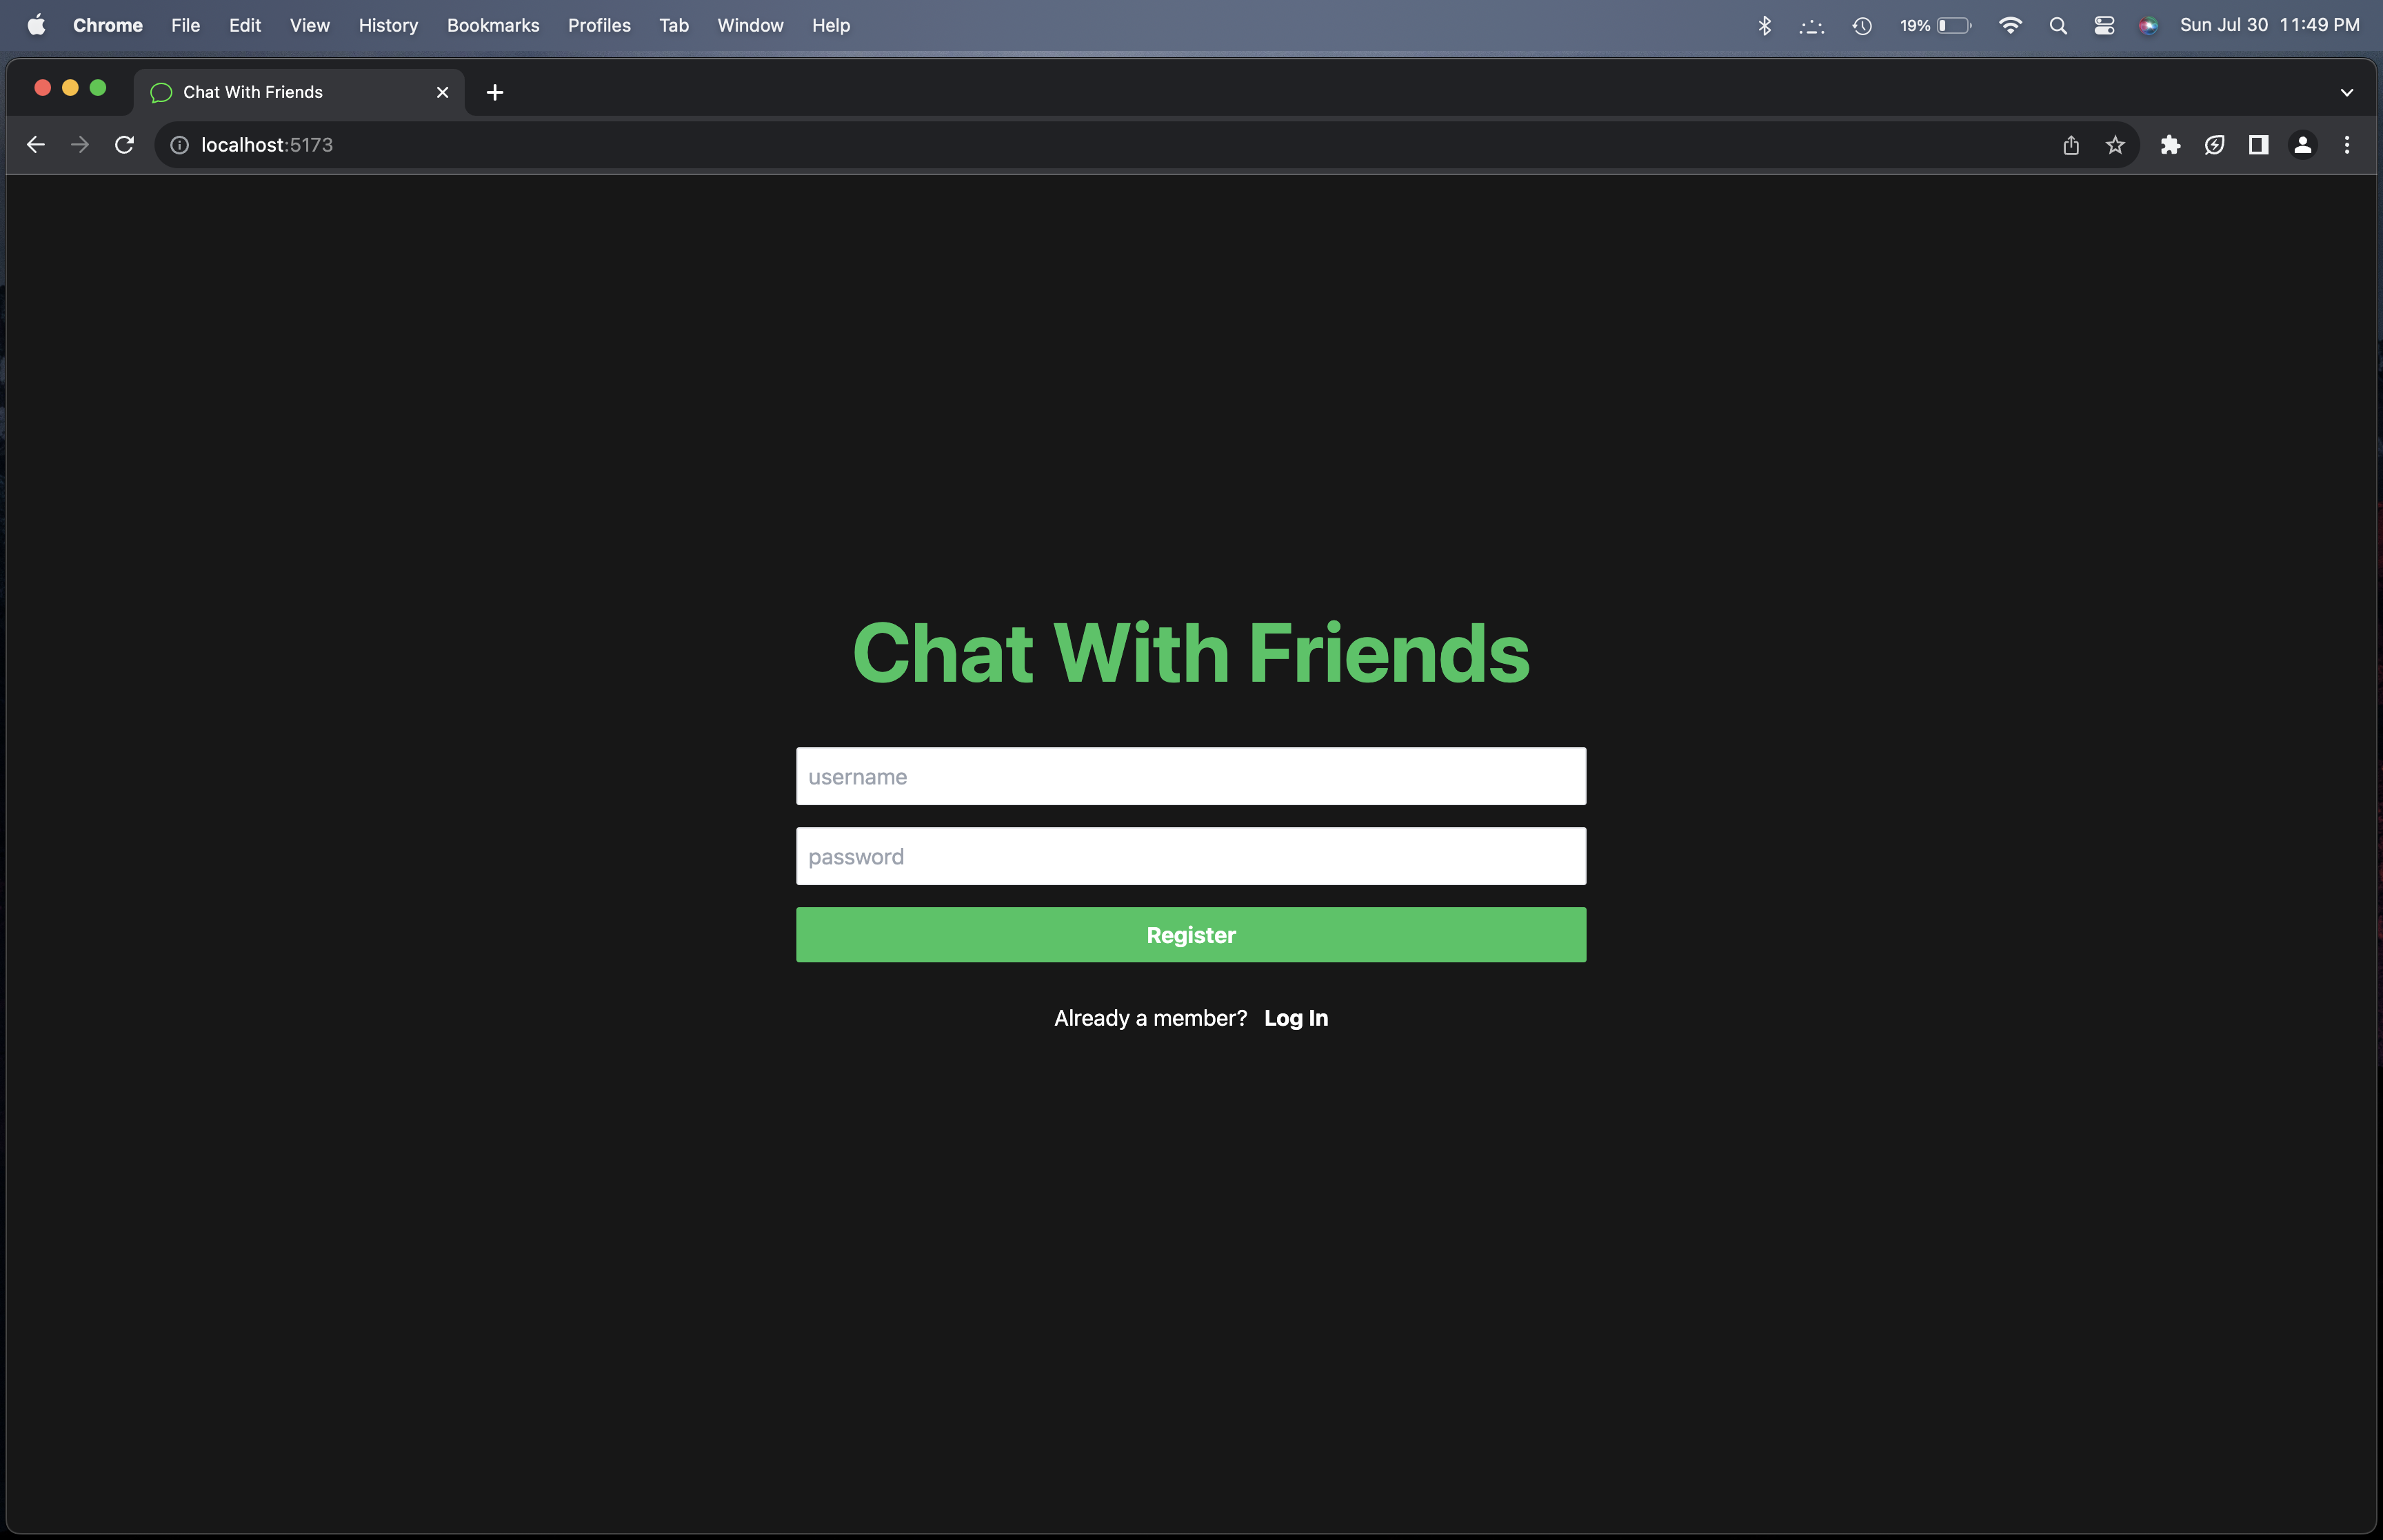 Chrome File Edit View History Bookmarks Profiles Tab Window Help 19% Sun Jul 30 11:49 PM
Chat With Friends
localhost:5173
Chat With Friends
username
password
Register
Already a member? Log In